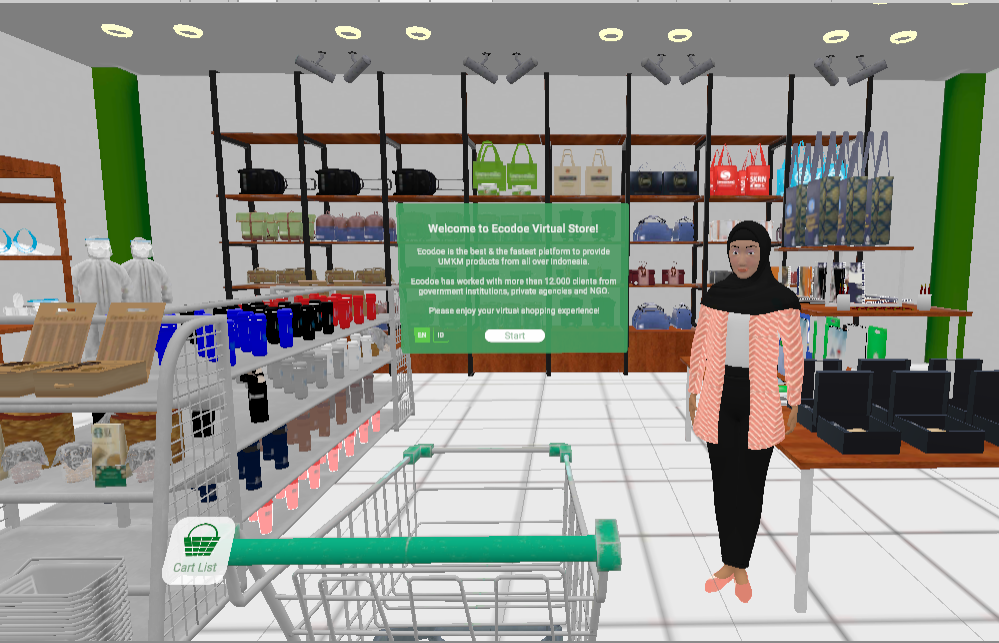 Welcome to Ecodoe Virtual Store!
Ecodoe is the best & the fastest platform to provide
UMKM products from all over Indonesia.
Ecodoe has worked with more than 12.000 clients from
government institutions, private agencies and NGO.
Please enjoy your virtual shopping experience!
EN ID Start
Cart List